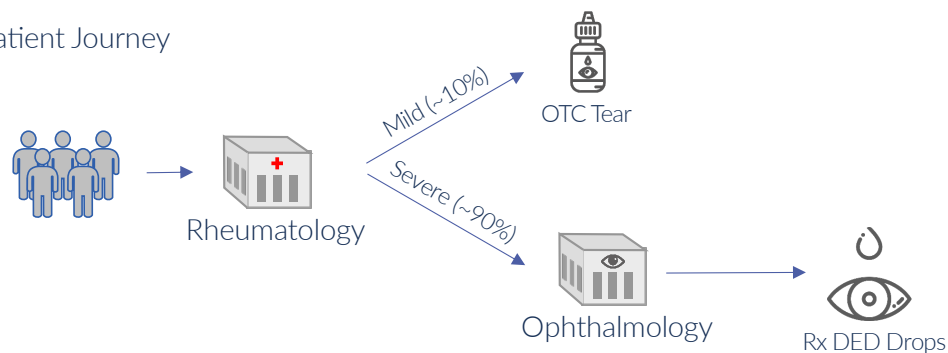 atient Journey
Mild (~10%)
OTC Tear
Rheumatology
Severe (~90%)
Ophthalmology
Rx DED Drops